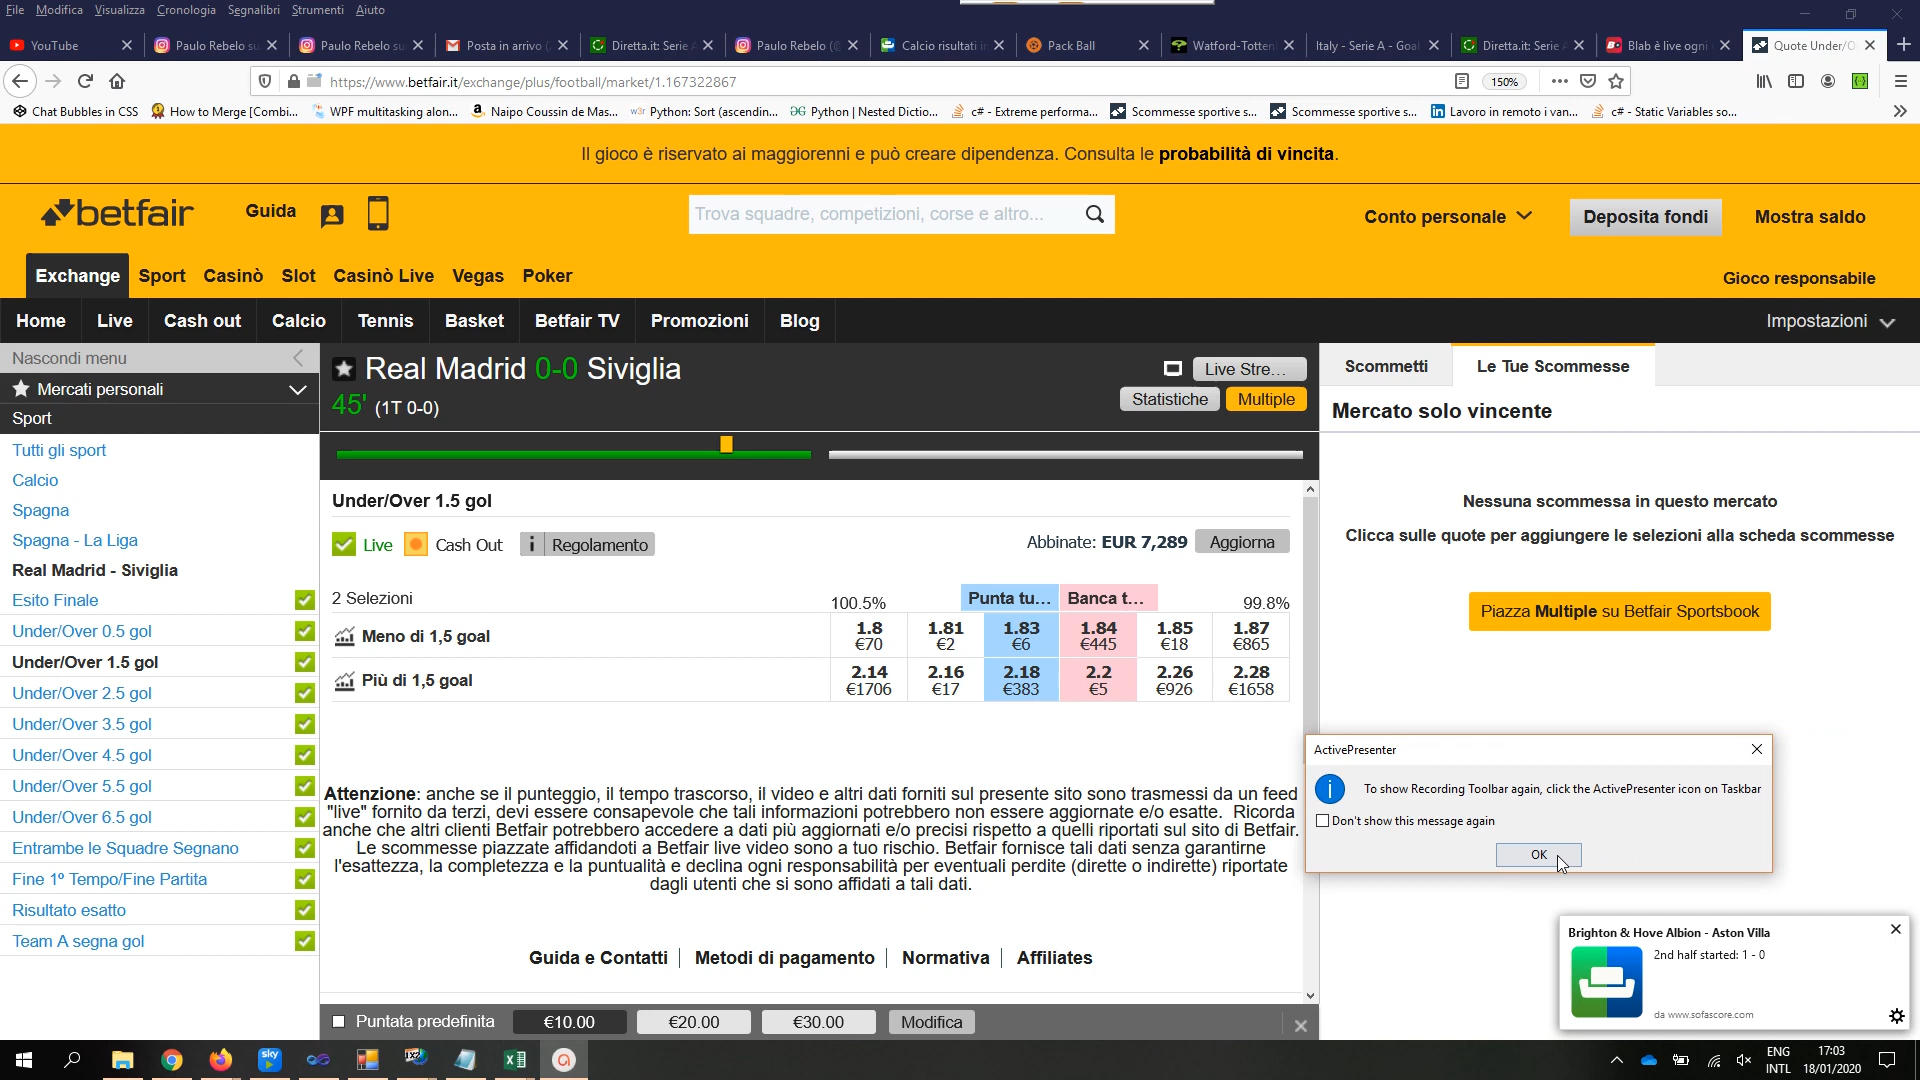 File Modifica Visualizza Cronologia Segnalibri Strumenti Aiuto
YouTube
Paulo Rebelo su
Paulo Rebelo su
Posta in arrivo (
Diretta.it: Serie A
Paulo Rebelo (@
Calcio risultati in
Pack Ball
Watford-Totten
Italy - Serie A - Goal
Diretta.it: Serie
Blab è live ogni
Quote Under/O
https://www.betfair.it/exchange/plus/football/market/1.167322867
150%
Chat Bubbles in CSS
How to Merge [Combi...
WPF multitasking alon...
Naipo Coussin de Mas...
Python: Sort (ascendin...
Python | Nested Dictio...
c# - Extreme performa...
Scommesse sportive s...
Scommesse sportive s...
Lavoro in remoto i van...
c# - Static Variables so...
Il gioco è riservato ai maggiorenni e può creare dipendenza. Consulta le probabilità di vincita.
betfair
Guida
Trova squadre, competizioni, corse e altro...
Conto personale
Deposita fondi
Mostra saldo
Exchange Sport Casinò Slot Casinò Live Vegas Poker
Gioco responsabile
Home Live Cash out Calcio Tennis Basket Betfair TV Promozioni Blog
Impostazioni
Nascondi menu
Mercati personali
Sport
Tutti gli sport
Calcio
Spagna
Spagna - La Liga
Real Madrid - Siviglia
Esito Finale
Under/Over 0.5 gol
Under/Over 1.5 gol
Under/Over 2.5 gol
Under/Over 3.5 gol
Under/Over 4.5 gol
Under/Over 5.5 gol
Under/Over 6.5 gol
Entrambe le Squadre Segnano
Fine 1º Tempo/Fine Partita
Risultato esatto
Team A segna gol
Real Madrid 0-0 Siviglia
45' (1T 0-0)
Live Stre...
Statistiche
Multiple
Under/Over 1.5 gol
Live
Cash Out
i Regolamento
Abbinate: EUR 7,289
Aggiorna
2 Selezioni
100.5%
Punta tu...
Banca t...
99.8%
Meno di 1,5 goal
1.8 1.81 1.83 1.84 1.85 1.87
€70 €2 €6 €445 €18 €865
Più di 1,5 goal
2.14 2.16 2.18 2.2 2.26 2.28
€1706 €17 €383 €5 €926 €1658
Attenzione: anche se il punteggio, il tempo trascorso, il video e altri dati forniti sul presente sito sono trasmessi da un feed
"live" fornito da terzi, devi essere consapevole che tali informazioni potrebbero non essere aggiornate e/o esatte. Ricorda
anche che altri clienti Betfair potrebbero accedere a dati più aggiornati e/o precisi rispetto a quelli riportati sul sito di Betfair.
Le scommesse piazzate affidandoti a Betfair live video sono a tuo rischio. Betfair fornisce tali dati senza garantirne
l'esattezza, la completezza e la puntualità e declina ogni responsabilità per eventuali perdite (dirette o indirette) riportate
dagli utenti che si sono affidati a tali dati.
Guida e Contatti
Metodi di pagamento
Normativa
Affiliates
Puntata predefinita
€10.00
€20.00
€30.00
Modifica
Scommetti
Le Tue Scommesse
Mercato solo vincente
Nessuna scommessa in questo mercato
Clicca sulle quote per aggiungere le selezioni alla scheda scommesse
Piazza Multiple su Betfair Sportsbook
ActivePresenter
To show Recording Toolbar again, click the ActivePresenter icon on Taskbar
Don't show this message again
OK
Brighton & Hove Albion - Aston Villa
2nd half started: 1 - 0
da www.sofascore.com
sky
1X2
ENG
INTL
17:03
18/01/2020